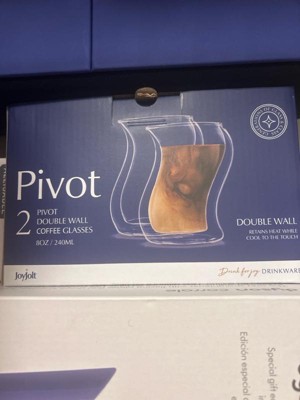 Pivot
2 PIVOT
DOUBLE WALL
COFFEE GLASSES
8OZ / 240ML
DOUBLE WALL
RETAINS HEAT WHILE
COOL TO THE TOUCH
JoyJolt
Drink for joy DRINKWARE
Special gift
Edición especial